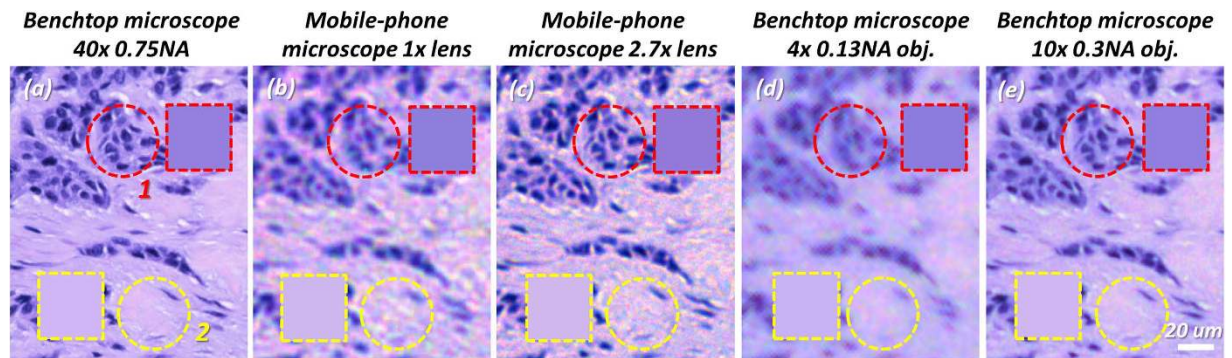 Benchtop microscope
40x 0.75NA
Mobile-phone
microscope 1x lens
Mobile-phone
microscope 2.7x lens
Benchtop microscope
4x 0.13NA obj.
Benchtop microscope
10x 0.3NA obj.
(a)
(b)
(c)
(d)
(e)
1
2
20 um